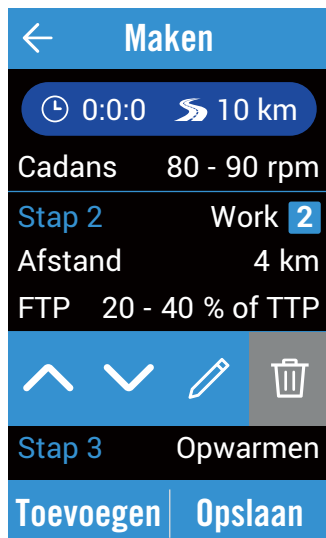 Maken
0:0:0 10 km
Cadans 80 - 90 rpm
Stap 2 Work 2
Afstand 4 km
FTP 20 - 40 % of TTP
Stap 3 Opwarmen
Toevoegen Opslaan